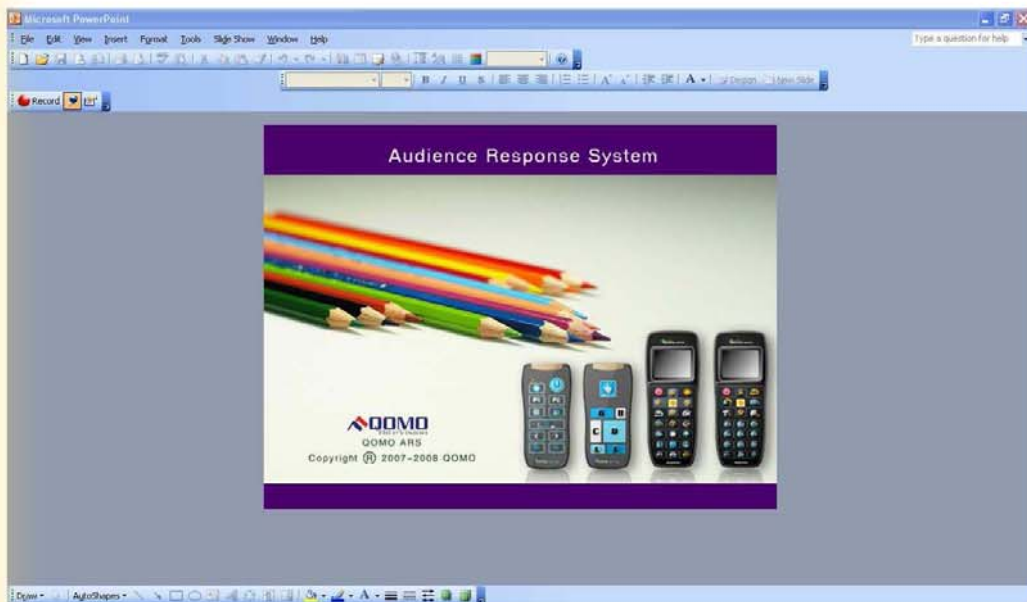 Microsoft PowerPoint
File Edit View Insert Format Tools Slide Show Window Help
Type a question for help
B I U S A A A Design New Slide
Record
Audience Response System
QOMO
QOMO ARS
Copyright Ⓡ 2007-2008 QOMO
Draw AutoShapes A